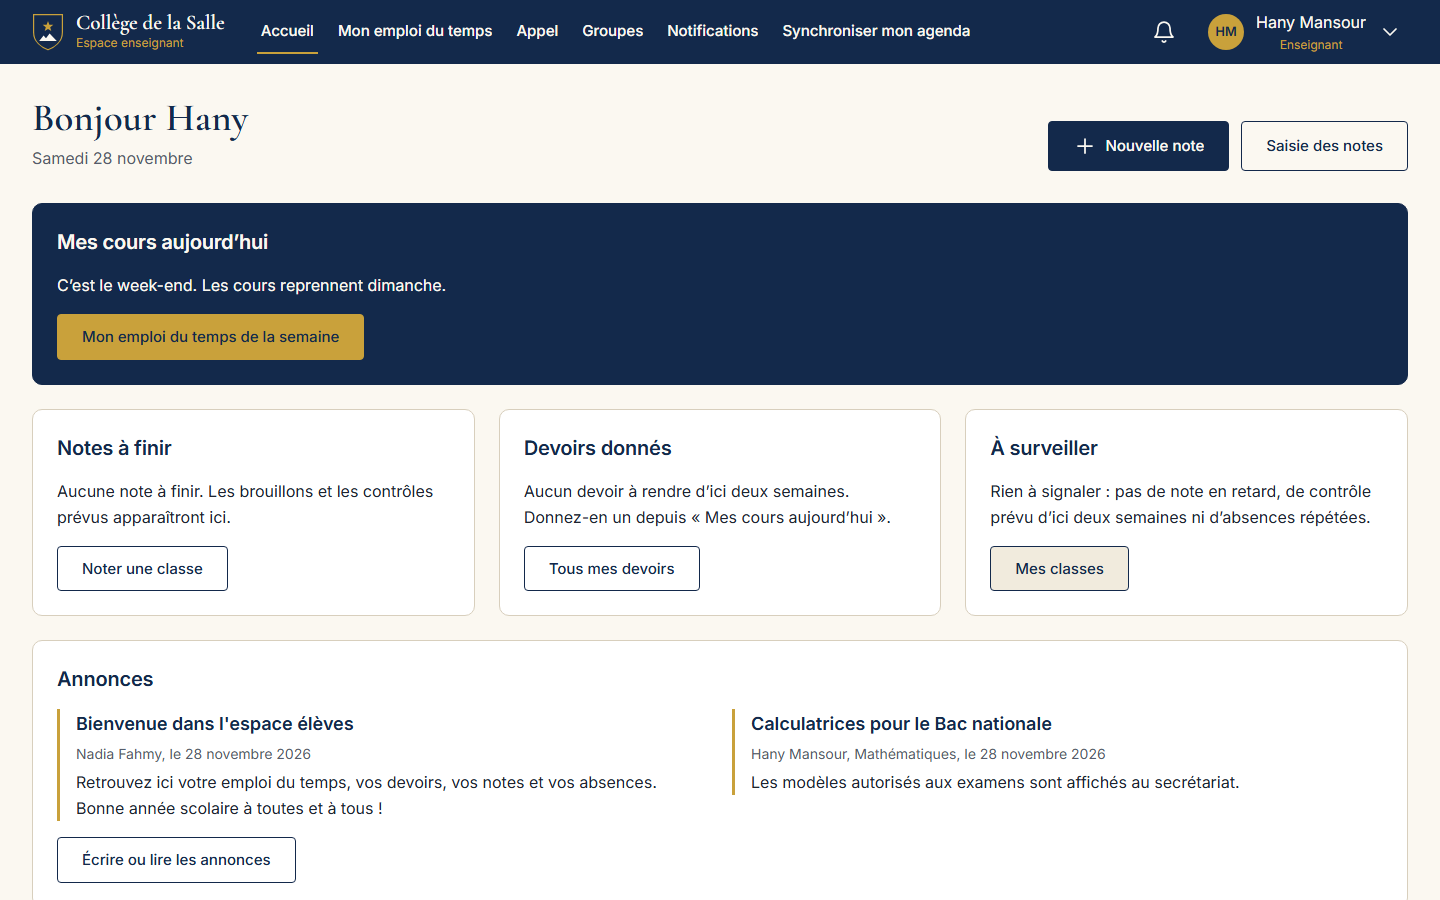 Collège de la Salle
Espace enseignant
Accueil
Mon emploi du temps
Appel
Groupes
Notifications
Synchroniser mon agenda
HM
Hany Mansour
Enseignant
Bonjour Hany
Samedi 28 novembre
Nouvelle note
Saisie des notes
Mes cours aujourd’hui
C’est le week-end. Les cours reprennent dimanche.
Mon emploi du temps de la semaine
Notes à finir
Aucune note à finir. Les brouillons et les contrôles
prévus apparaîtront ici.
Noter une classe
Devoirs donnés
Aucun devoir à rendre d’ici deux semaines.
Donnez-en un depuis « Mes cours aujourd’hui ».
Tous mes devoirs
À surveiller
Rien à signaler : pas de note en retard, de contrôle
prévu d’ici deux semaines ni d’absences répétées.
Mes classes
Annonces
Bienvenue dans l'espace élèves
Nadia Fahmy, le 28 novembre 2026
Retrouvez ici votre emploi du temps, vos devoirs, vos notes et vos absences.
Bonne année scolaire à toutes et à tous !
Calculatrices pour le Bac nationale
Hany Mansour, Mathématiques, le 28 novembre 2026
Les modèles autorisés aux examens sont affichés au secrétariat.
Écrire ou lire les annonces